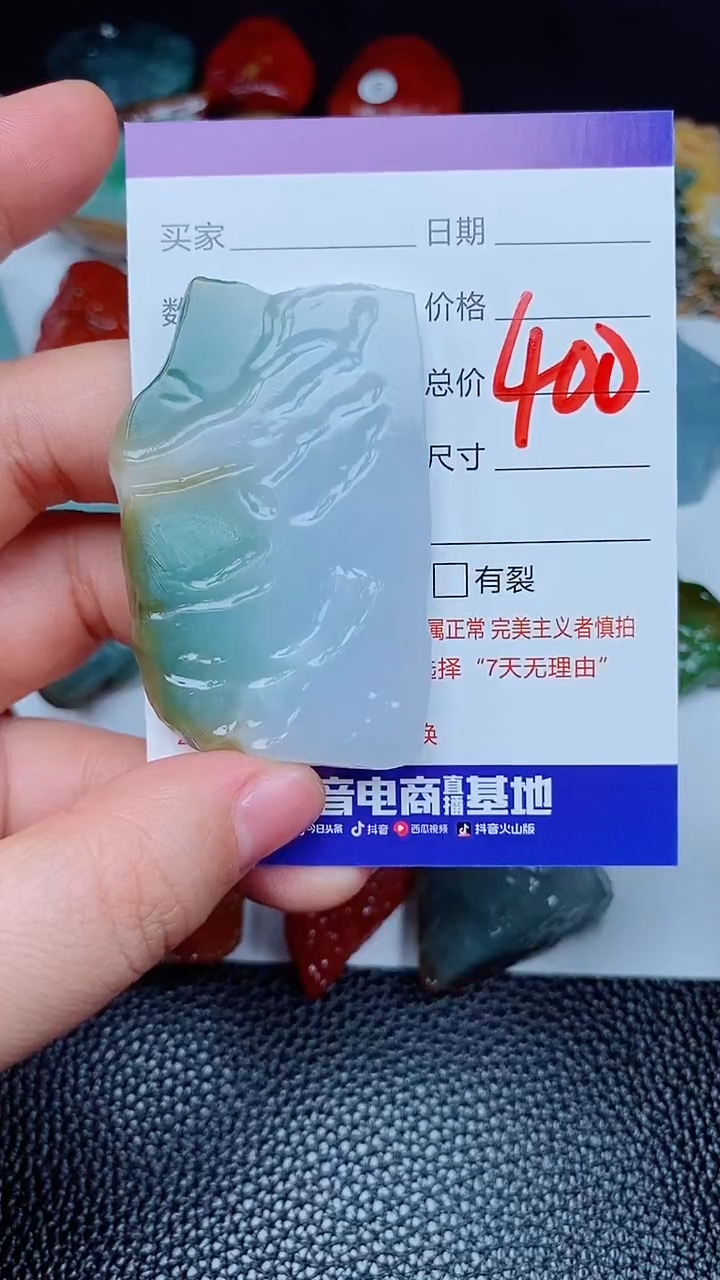 买家 日期
数 价格
总价 400
尺寸
有裂
属正常 完美主义者慎拍
选择 “7天无理由”
换
音电商直播基地
今日头条 抖音 西瓜视频 抖音火山版